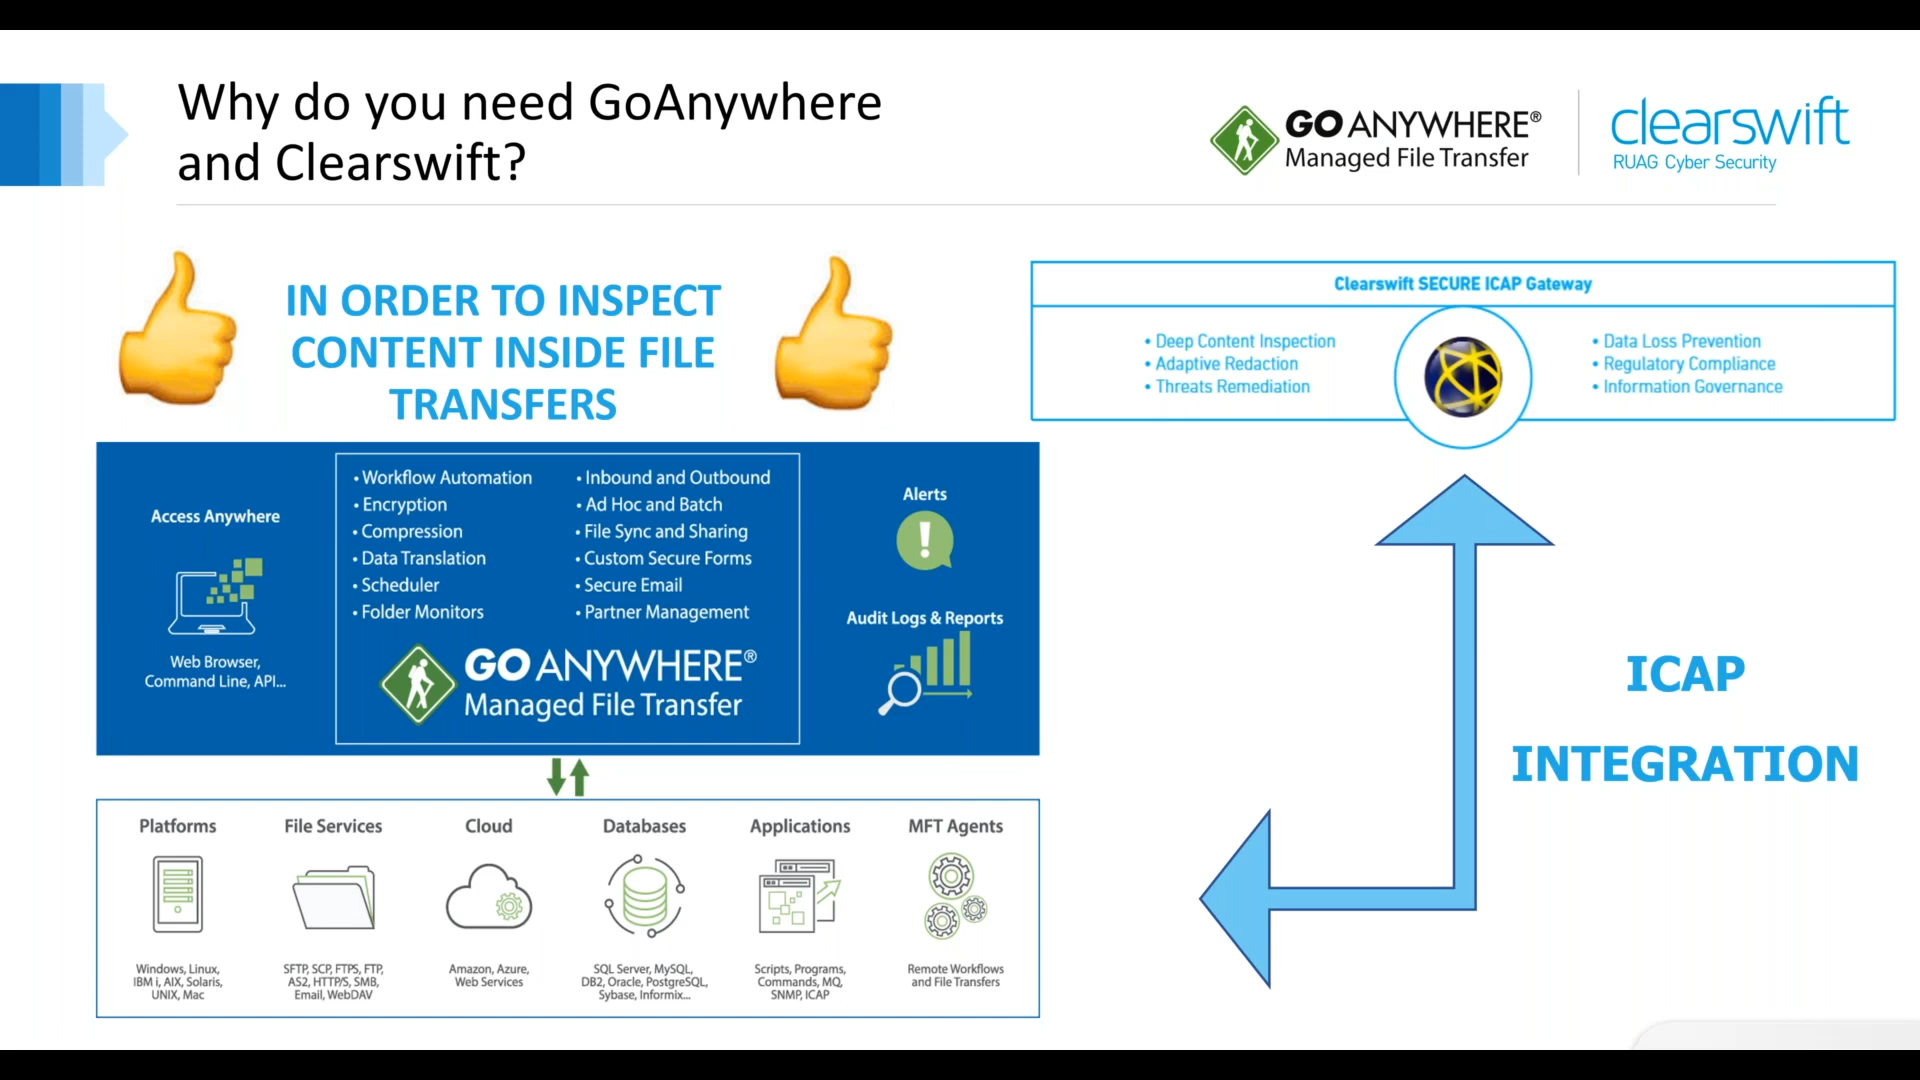 Why do you need GoAnywhere
and Clearswift?
GO ANYWHERE®
Managed File Transfer
clearswift
RUAG Cyber Security
IN ORDER TO INSPECT
CONTENT INSIDE FILE
TRANSFERS
Clearswift SECURE ICAP Gateway
• Deep Content Inspection
• Adaptive Redaction
• Threats Remediation
• Data Loss Prevention
• Regulatory Compliance
• Information Governance
Access Anywhere
Web Browser,
Command Line, API...
• Workflow Automation
• Encryption
• Compression
• Data Translation
• Scheduler
• Folder Monitors
• Inbound and Outbound
• Ad Hoc and Batch
• File Sync and Sharing
• Custom Secure Forms
• Secure Email
• Partner Management
GO ANYWHERE®
Managed File Transfer
Alerts
!
Audit Logs & Reports
ICAP
INTEGRATION
Platforms
Windows, Linux,
IBM i, AIX, Solaris,
UNIX, Mac
File Services
SFTP, SCP, FTPS, FTP,
AS2, HTTP/S, SMB,
Email, WebDAV
Cloud
Amazon, Azure,
Web Services
Databases
SQL Server, MySQL,
DB2, Oracle, PostgreSQL,
Sybase, Informix...
Applications
Scripts, Programs,
Commands, MQ,
SNMP, ICAP
MFT Agents
Remote Workflows
and File Transfers